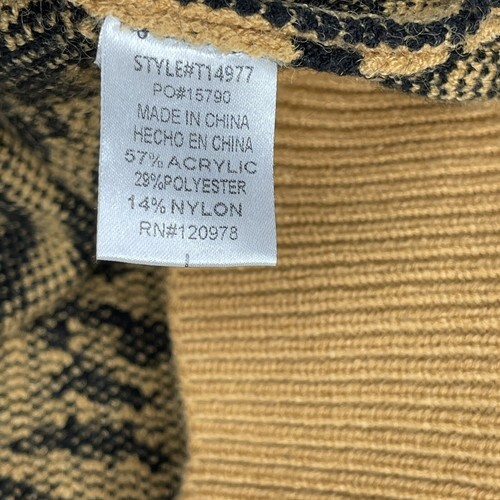 STYLE#T14977
PO#15790
MADE IN CHINA
HECHO EN CHINA
57% ACRYLIC
29%POLYESTER
14% NYLON
RN#120978